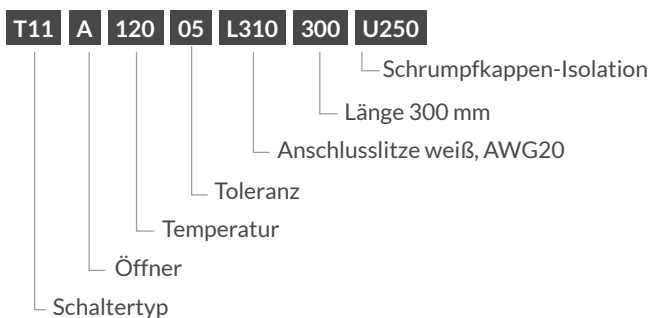 T11 A 120 05 L310 300 U250
Schrumpfkappen-Isolation
Länge 300 mm
Anschlusslitze weiß, AWG20
Toleranz
Temperatur
Öffner
Schaltertyp